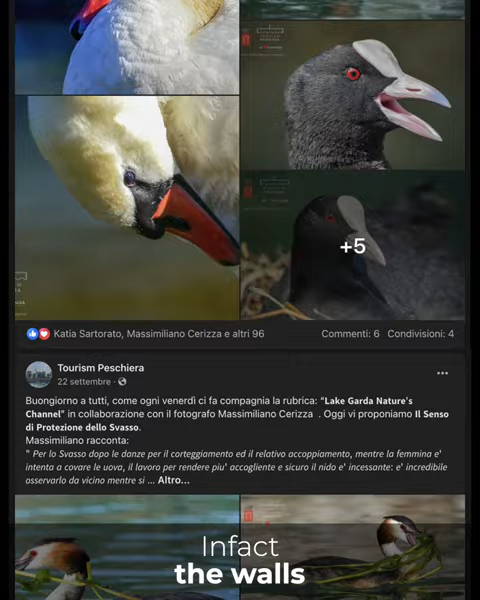 +5
Katia Sartorato, Massimiliano Cerizza e altri 96
Commenti: 6 Condivisioni: 4
Tourism Peschiera
22 settembre ·
Buongiorno a tutti, come ogni venerdì ci fa compagnia la rubrica: "Lake Garda Nature's
Channel" in collaborazione con il fotografo Massimiliano Cerizza . Oggi vi proponiamo Il Senso
di Protezione dello Svasso.
Massimiliano racconta:
" Per lo Svasso dopo le danze per il corteggiamento ed il relativo accoppiamento, mentre la femmina e'
intenta a covare le uova, il lavoro per rendere piu' accogliente e sicuro il nido e' incessante: e' incredibile
osservarlo da vicino mentre si ... Altro...
Infact
the walls